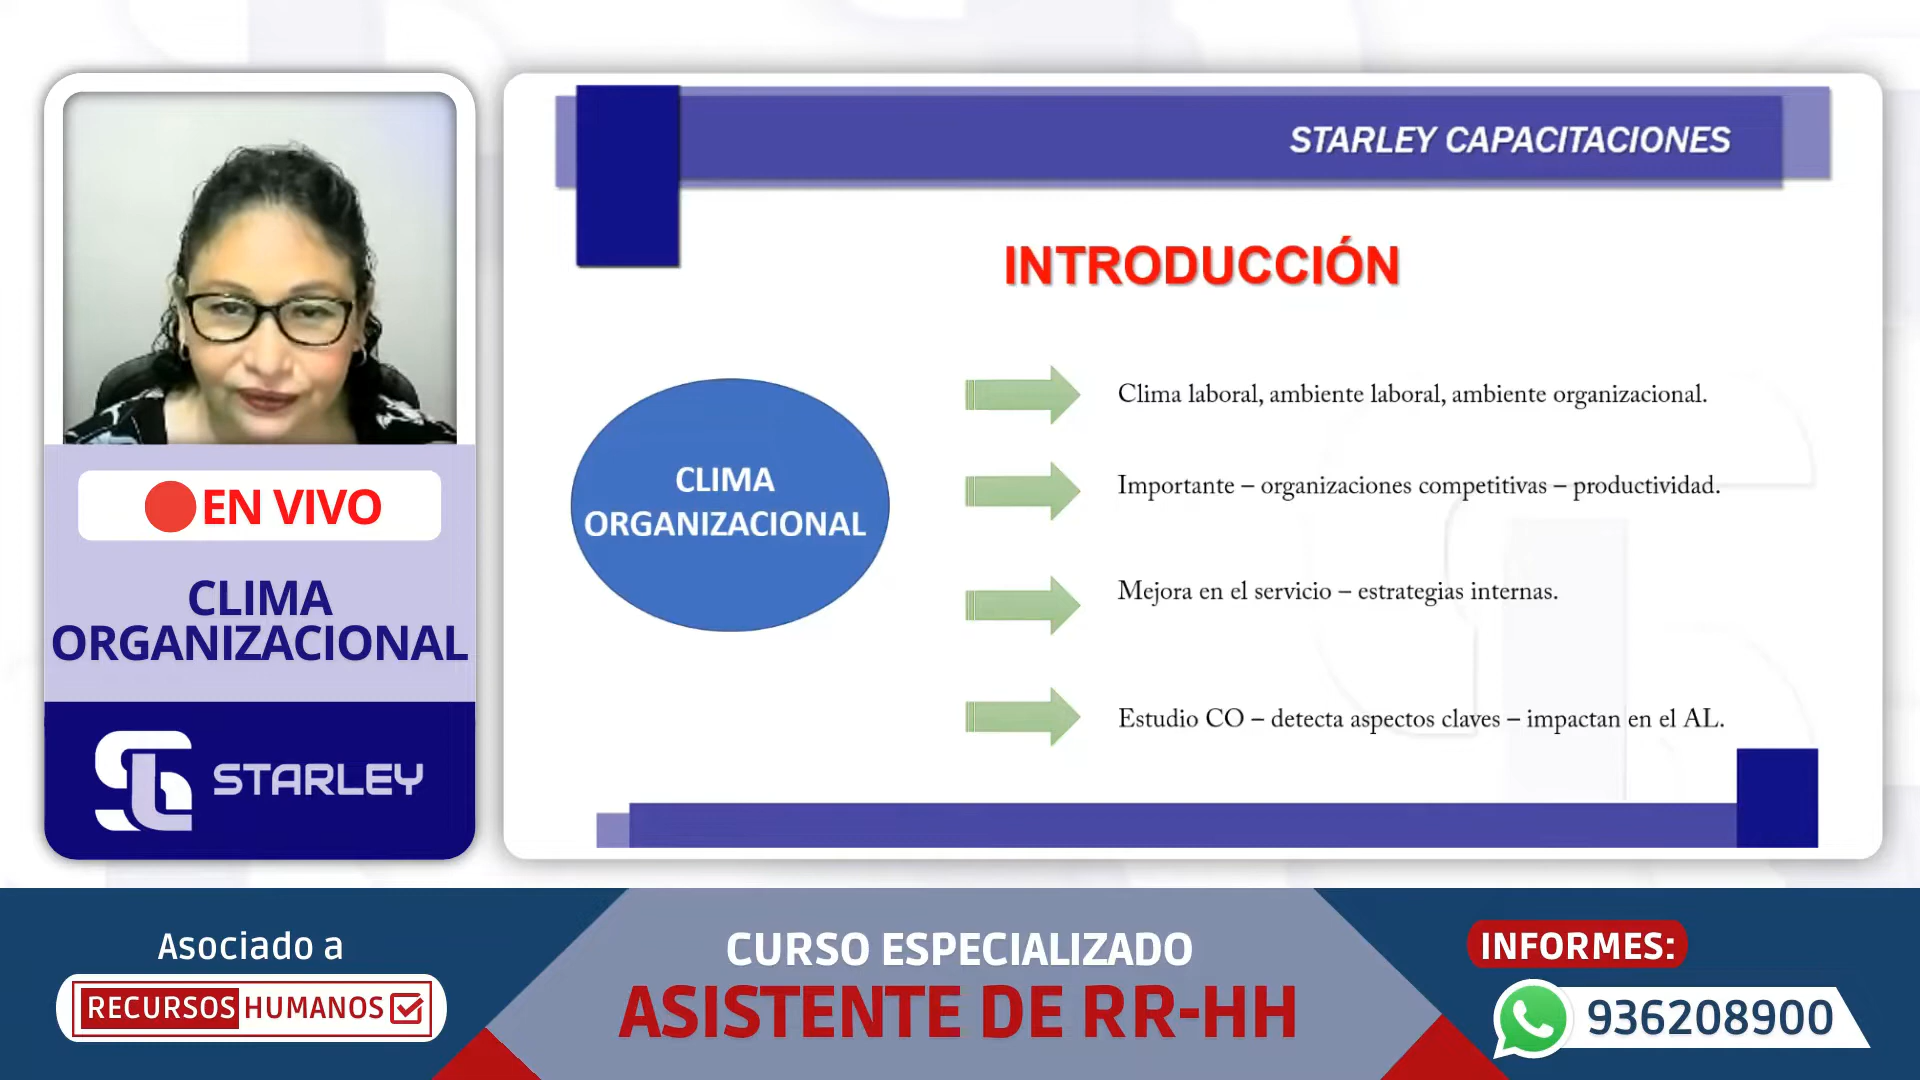 STARLEY CAPACITACIONES
INTRODUCCIÓN
CLIMA
ORGANIZACIONAL
Clima laboral, ambiente laboral, ambiente organizacional.
Importante – organizaciones competitivas – productividad.
Mejora en el servicio – estrategias internas.
Estudio CO – detecta aspectos claves – impactan en el AL.
EN VIVO
CLIMA
ORGANIZACIONAL
STARLEY
Asociado a
RECURSOS HUMANOS
CURSO ESPECIALIZADO
ASISTENTE DE RR-HH
INFORMES:
936208900